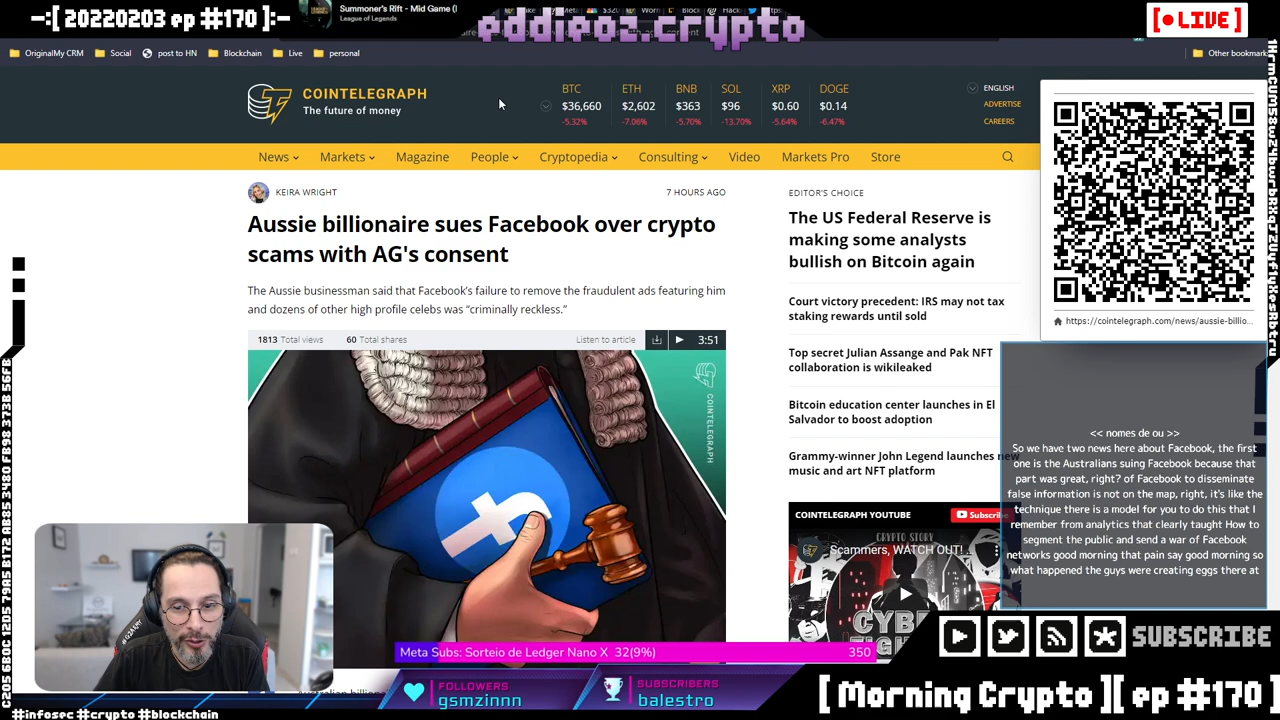 -:[ 20220203 ep #170 ]:-
Summoner's Rift - Mid Game (
League of Legends
eddieoz.crypto
[● LIVE]
OriginalMy CRM
Social
post to HN
Blockchain
Live
personal
Other bookmark
COINTELEGRAPH
The future of money
BTC ETH BNB SOL XRP DOGE
$36,660 $2,602 $363 $96 $0.60 $0.14
-5.32% -7.06% -5.70% -13.70% -5.64% -6.47%
ENGLISH
ADVERTISE
CAREERS
News Markets Magazine People Cryptopedia Consulting Video Markets Pro Store
KEIRA WRIGHT
7 HOURS AGO
Aussie billionaire sues Facebook over crypto
scams with AG's consent
The Aussie businessman said that Facebook's failure to remove the fraudulent ads featuring him
and dozens of other high profile celebs was “criminally reckless.”
1813 Total views
60 Total shares
Listen to article
3:51
COINTELEGRAPH
EDITOR'S CHOICE
The US Federal Reserve is
making some analysts
bullish on Bitcoin again
Court victory precedent: IRS may not tax
staking rewards until sold
Top secret Julian Assange and Pak NFT
collaboration is wikileaked
Bitcoin education center launches in El
Salvador to boost adoption
Grammy-winner John Legend launches new
music and art NFT platform
COINTELEGRAPH YOUTUBE
Subscribe
CRYPTO STORY
Scammers, WATCH OUT! ...
https://cointelegraph.com/news/aussie-billio...
<< nomes de ou >>
So we have two news here about Facebook, the first
one is the Australians suing Facebook because that
part was great, right? of Facebook to disseminate
false information is not on the map, right, it's like the
technique there is a model for you to do this that I
remember from analytics that clearly taught How to
segment the public and send a war of Facebook
networks good morning that pain say good morning so
what happened the guys were creating eggs there at
Meta Subs: Sorteio de Ledger Nano X 32(9%)
350
FOLLOWERS
gsmzinnn
SUBSCRIBERS
balestro
SUBSCRIBE
[ Morning Crypto ][ ep #170 ]
#infosec #crypto #blockchain